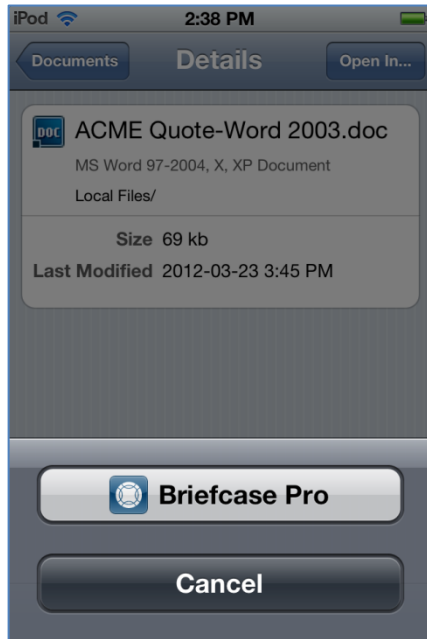 iPod 2:38 PM
Documents Details Open In...
DOC ACME Quote-Word 2003.doc
MS Word 97-2004, X, XP Document
Local Files/
Size 69 kb
Last Modified 2012-03-23 3:45 PM
Briefcase Pro
Cancel